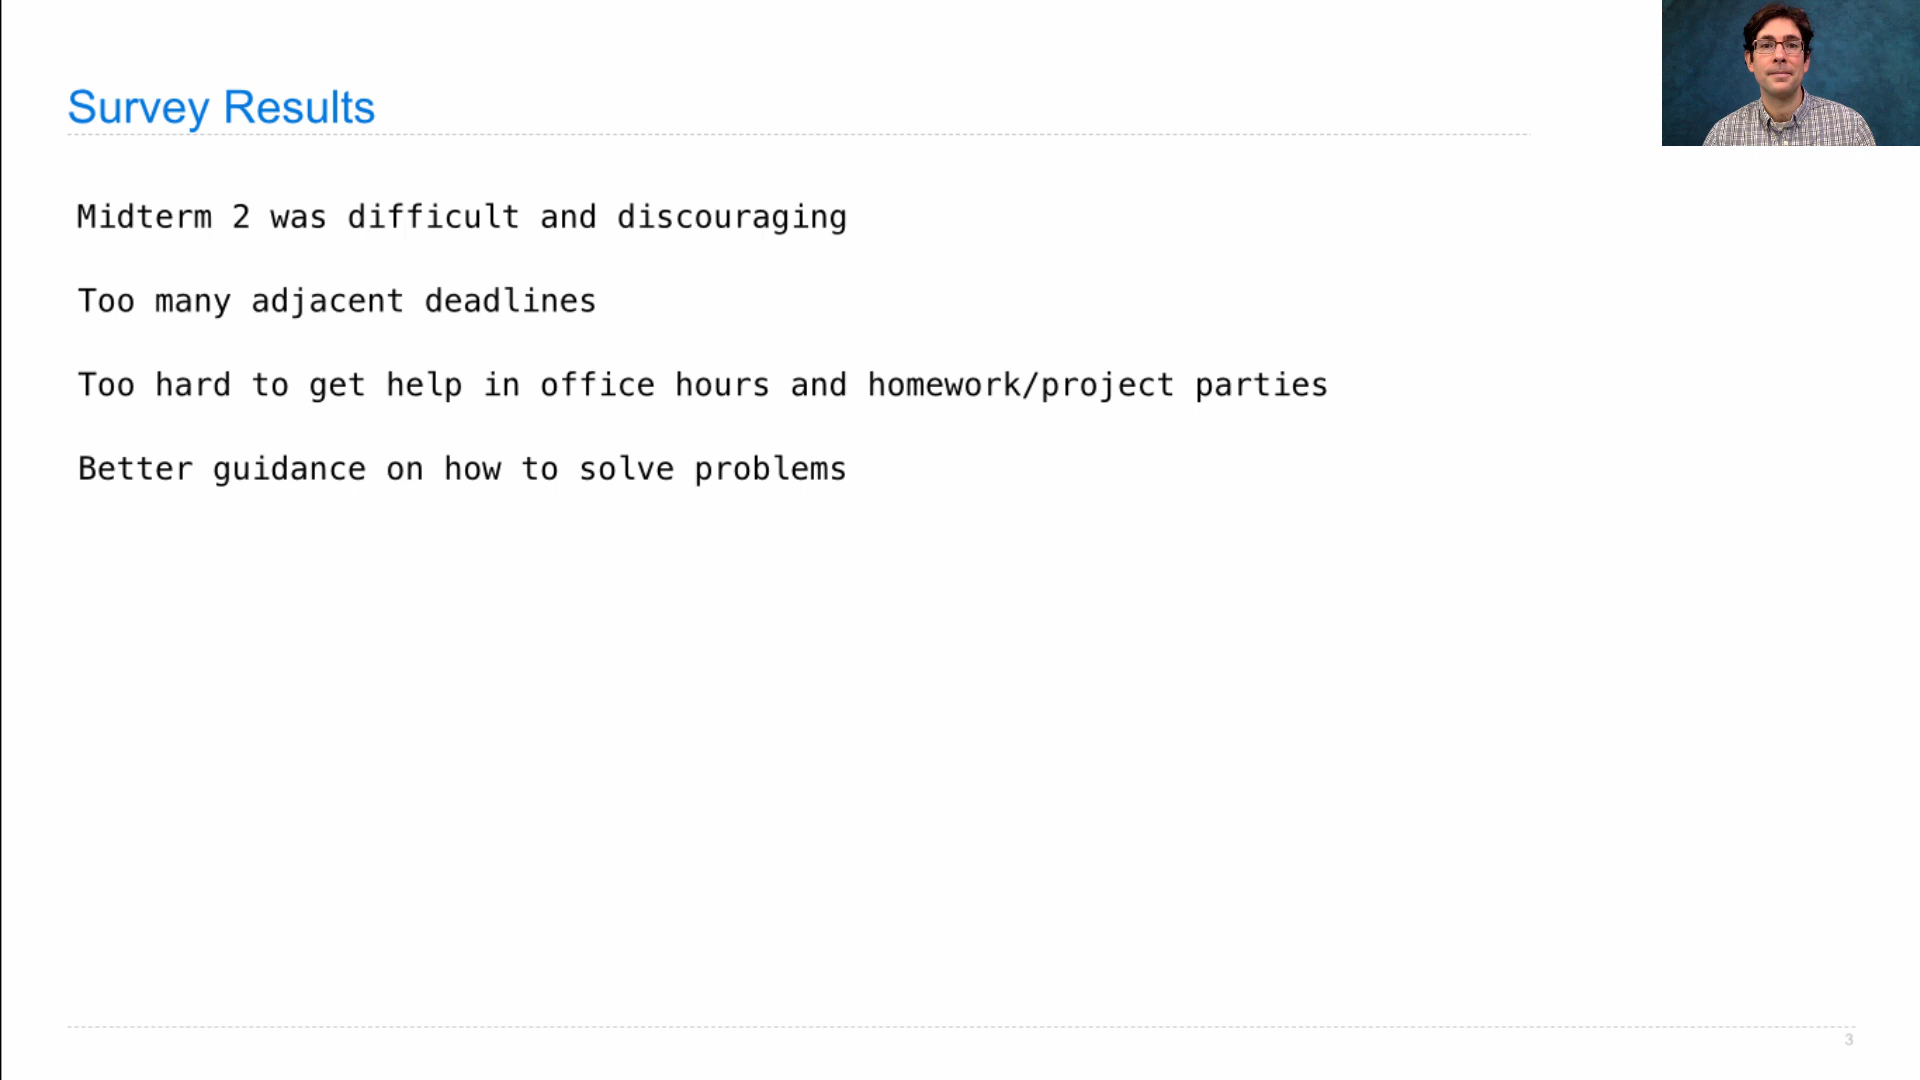 Survey Results
Midterm 2 was difficult and discouraging
Too many adjacent deadlines
Too hard to get help in office hours and homework/project parties
Better guidance on how to solve problems
3